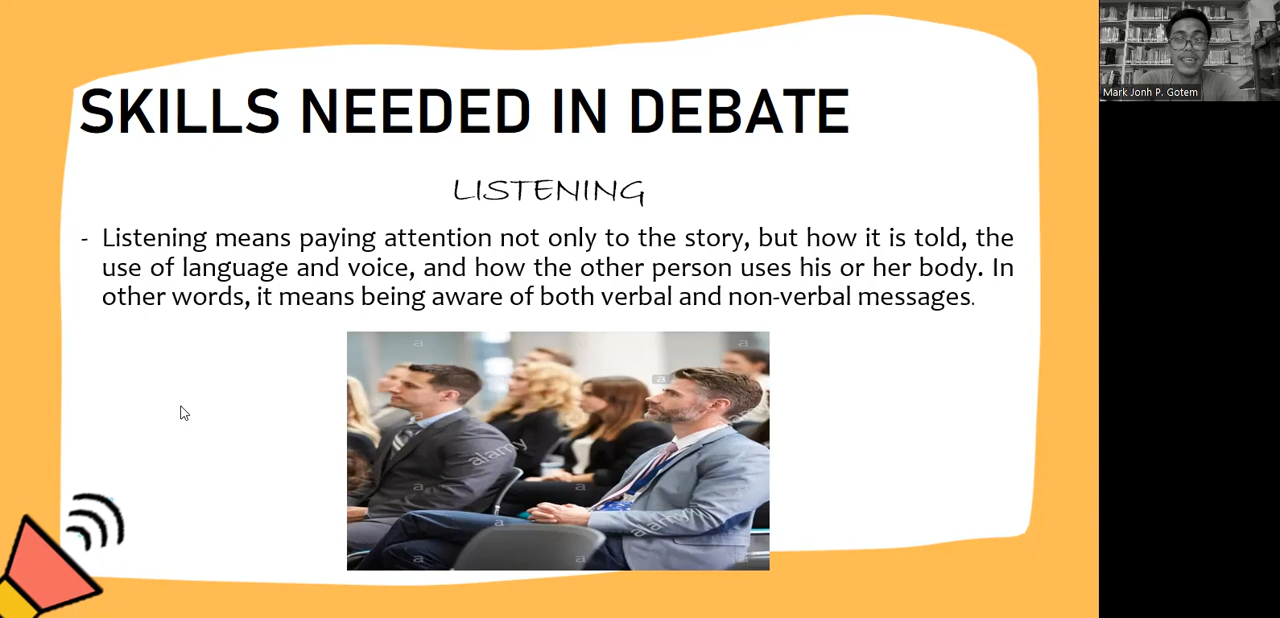 SKILLS NEEDED IN DEBATE
LISTENING
- Listening means paying attention not only to the story, but how it is told, the
use of language and voice, and how the other person uses his or her body. In
other words, it means being aware of both verbal and non-verbal messages.
a a a
a
alamy
a a a
alamy
a
a a a
Mark Jonh P. Gotem